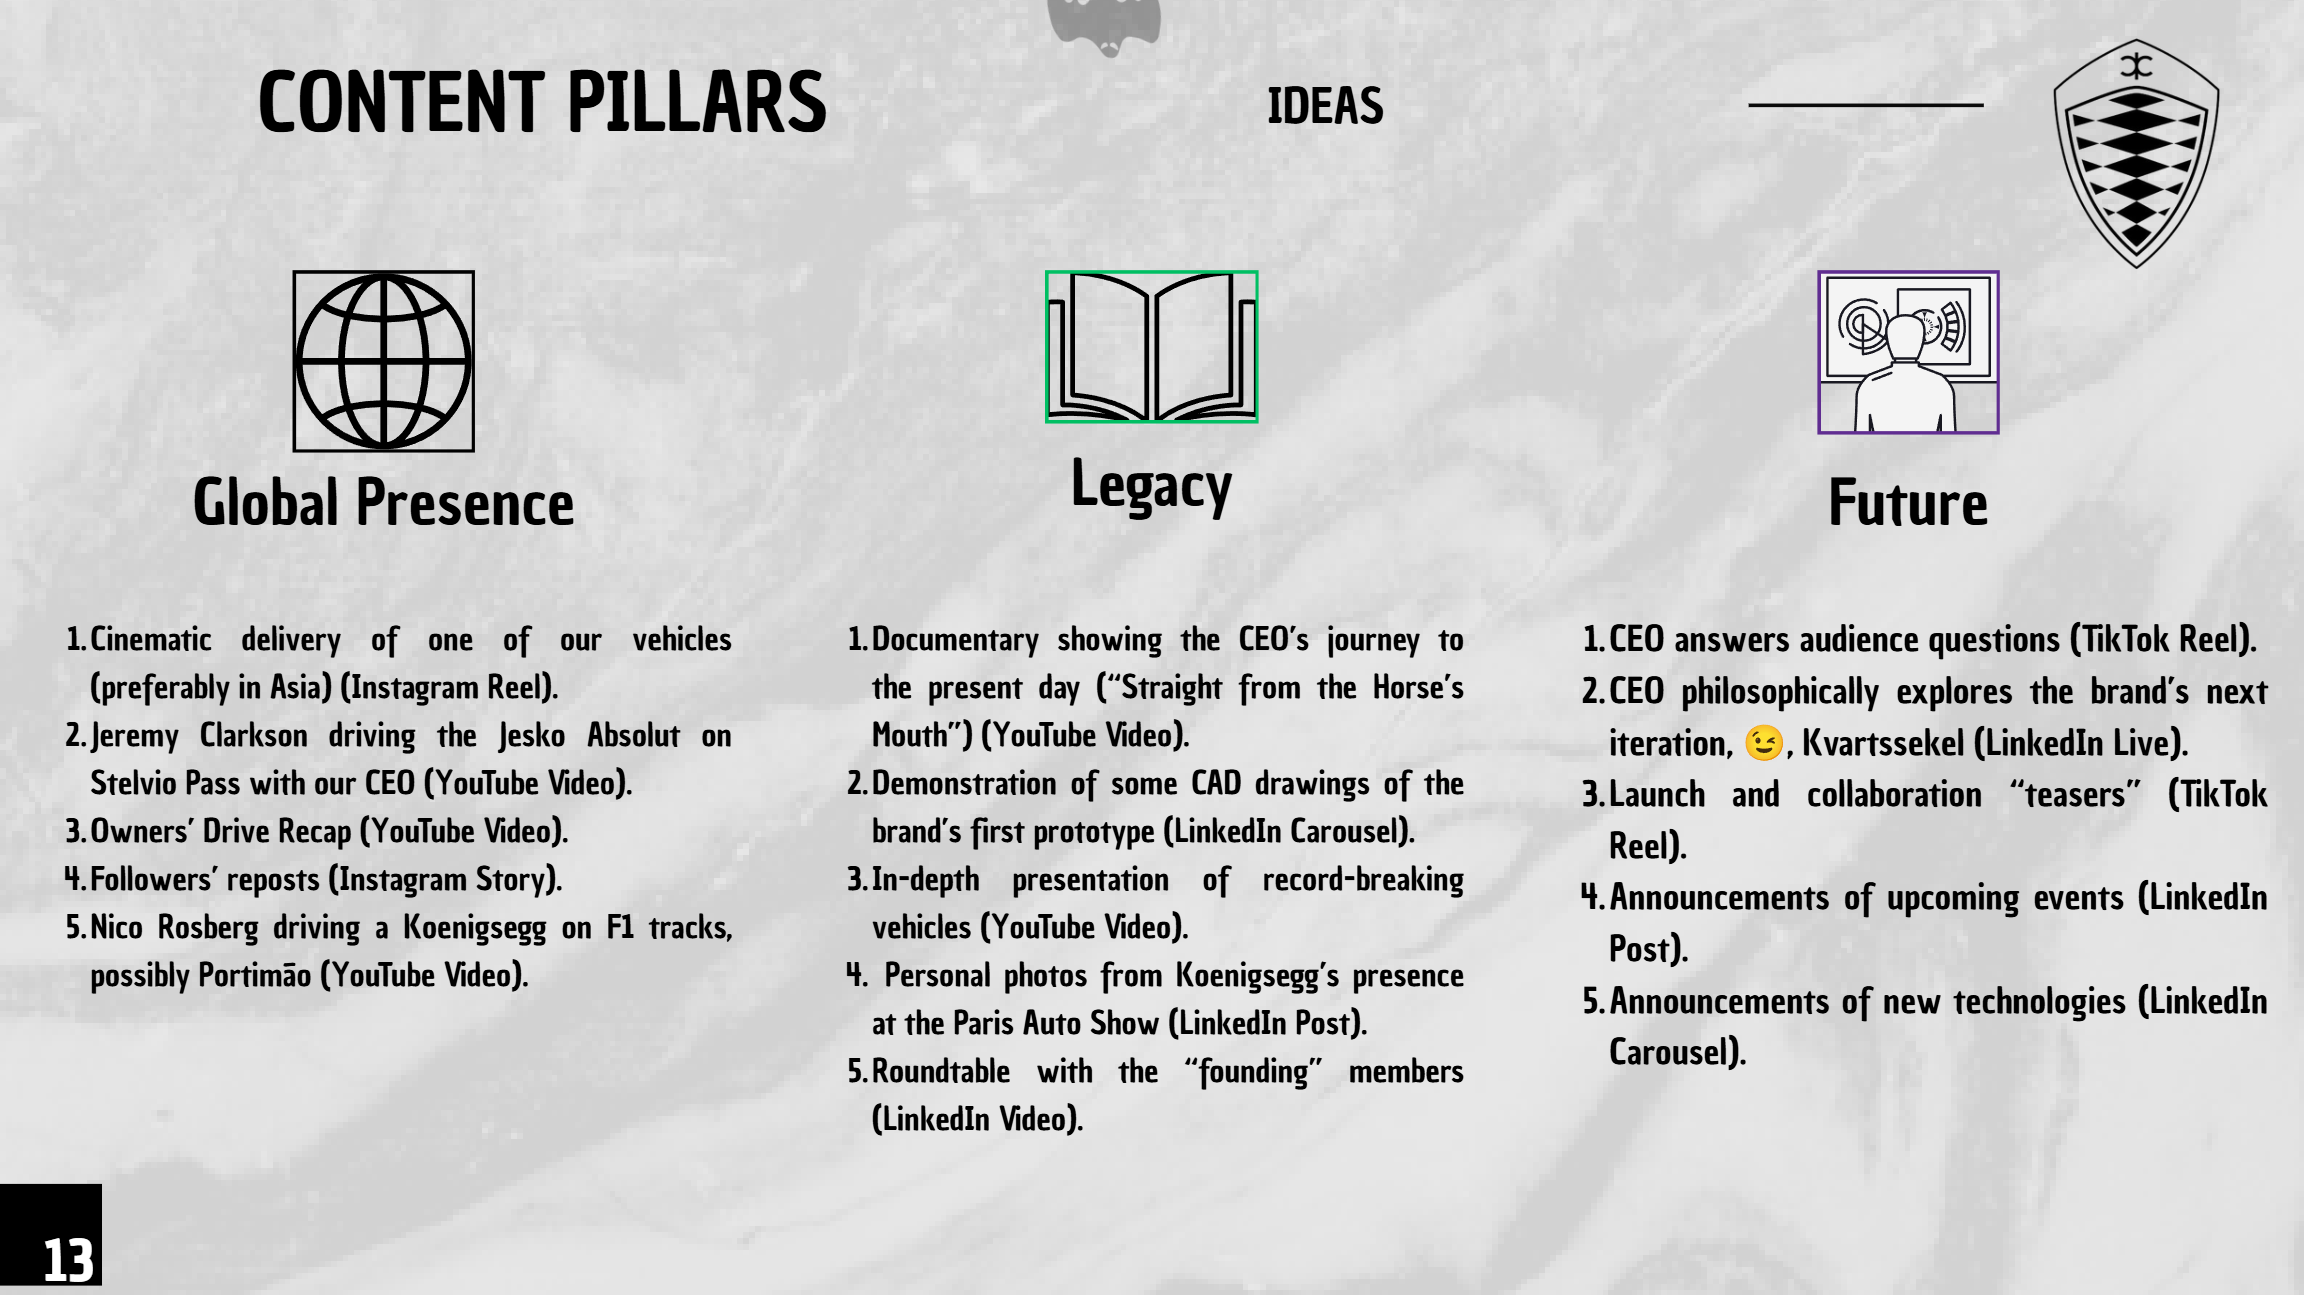 CONTENT PILLARS
IDEAS
Global Presence
1. Cinematic delivery of one of our vehicles
(preferably in Asia) (Instagram Reel).
2. Jeremy Clarkson driving the Jesko Absolut on
Stelvio Pass with our CEO (YouTube Video).
3. Owners’ Drive Recap (YouTube Video).
4. Followers’ reposts (Instagram Story).
5. Nico Rosberg driving a Koenigsegg on F1 tracks,
possibly Portimão (YouTube Video).
Legacy
1. Documentary showing the CEO’s journey to
the present day (“Straight from the Horse’s
Mouth”) (YouTube Video).
2. Demonstration of some CAD drawings of the
brand’s first prototype (LinkedIn Carousel).
3. In-depth presentation of record-breaking
vehicles (YouTube Video).
4. Personal photos from Koenigsegg’s presence
at the Paris Auto Show (LinkedIn Post).
5. Roundtable with the “founding” members
(LinkedIn Video).
Future
1. CEO answers audience questions (TikTok Reel).
2. CEO philosophically explores the brand’s next
iteration, 😉, Kvartssekel (LinkedIn Live).
3. Launch and collaboration “teasers” (TikTok
Reel).
4. Announcements of upcoming events (LinkedIn
Post).
5. Announcements of new technologies (LinkedIn
Carousel).
13